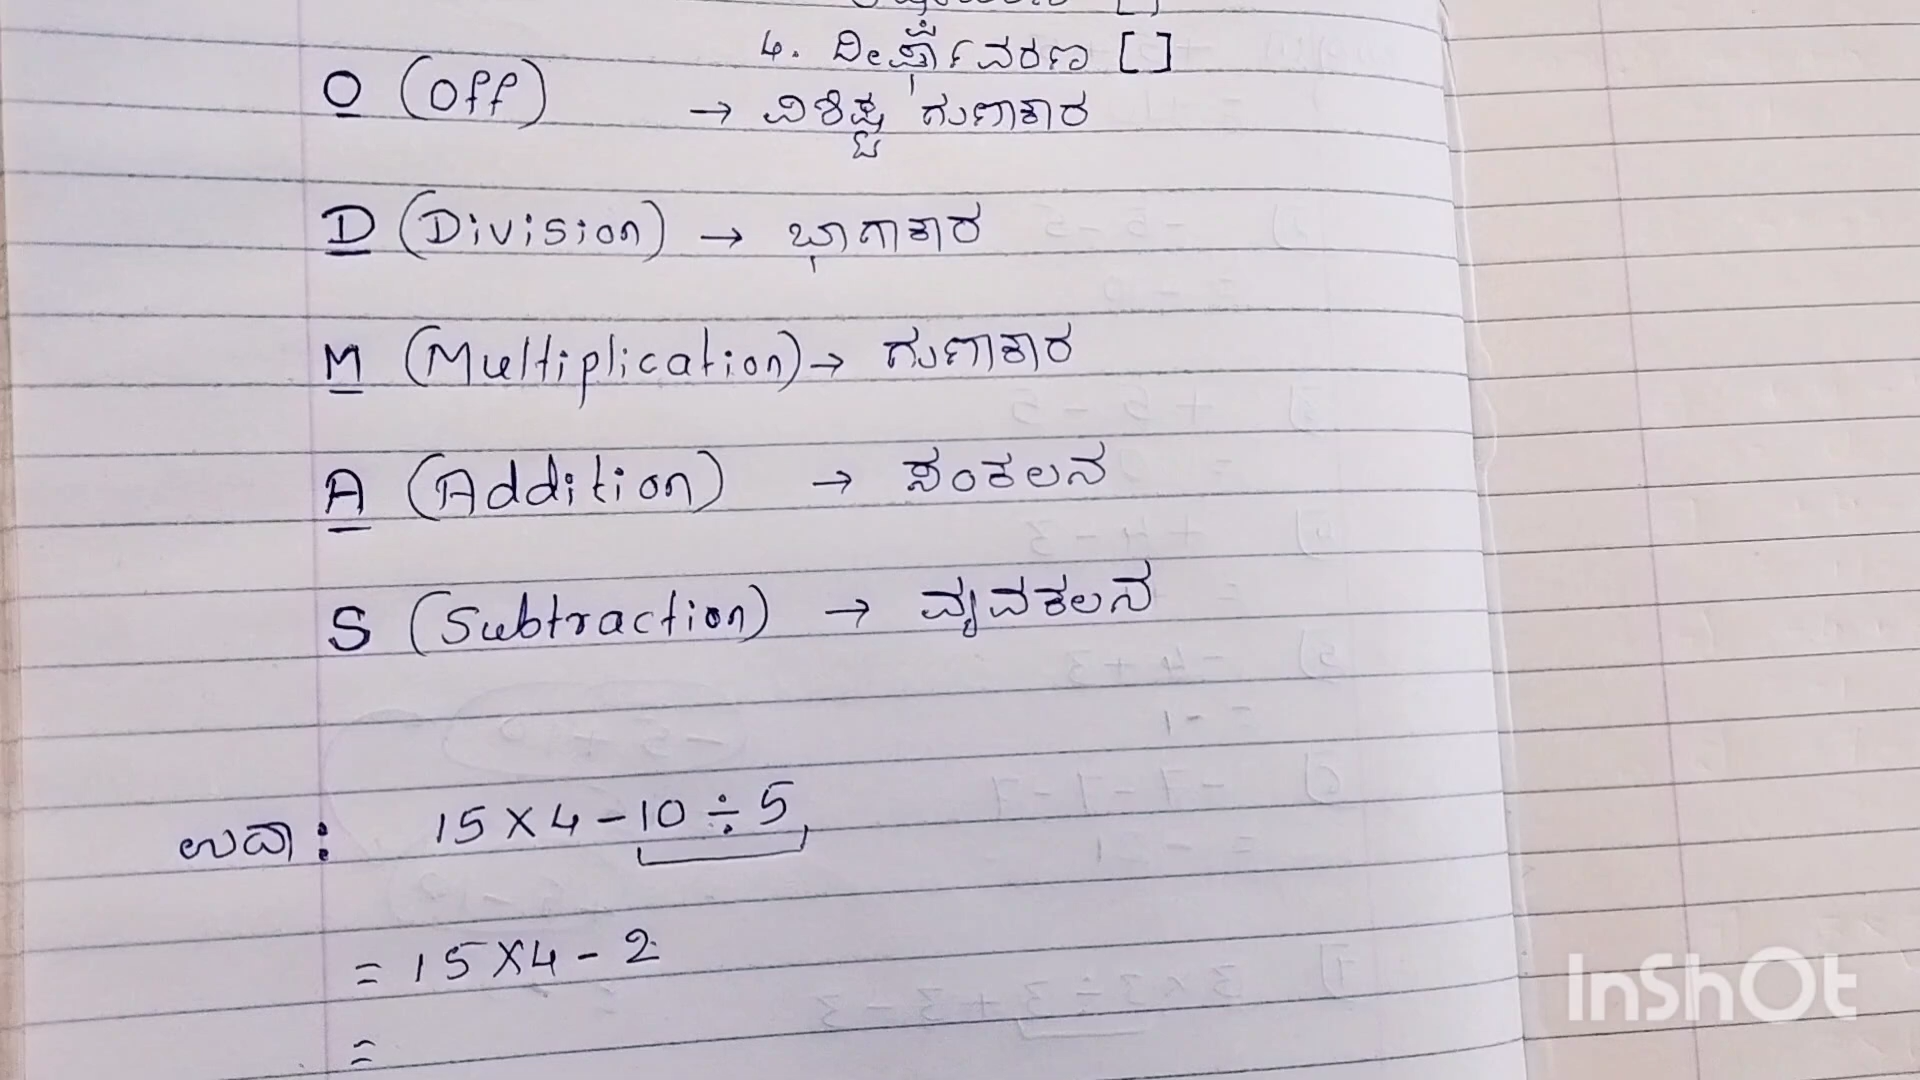 4. ದೀರ್ಘಾವರಣ []
O (Off) → ವಿಶಿಷ್ಟ ಗುಣಾಕಾರ
D (Division) → ಭಾಗಾಕಾರ
M (Multiplication) → ಗುಣಾಕಾರ
A (Addition) → ಸಂಕಲನ
S (Subtraction) → ವ್ಯವಕಲನ
ಉದಾ : 15 × 4 - 10 ÷ 5
= 15 × 4 - 2
=
InShOt